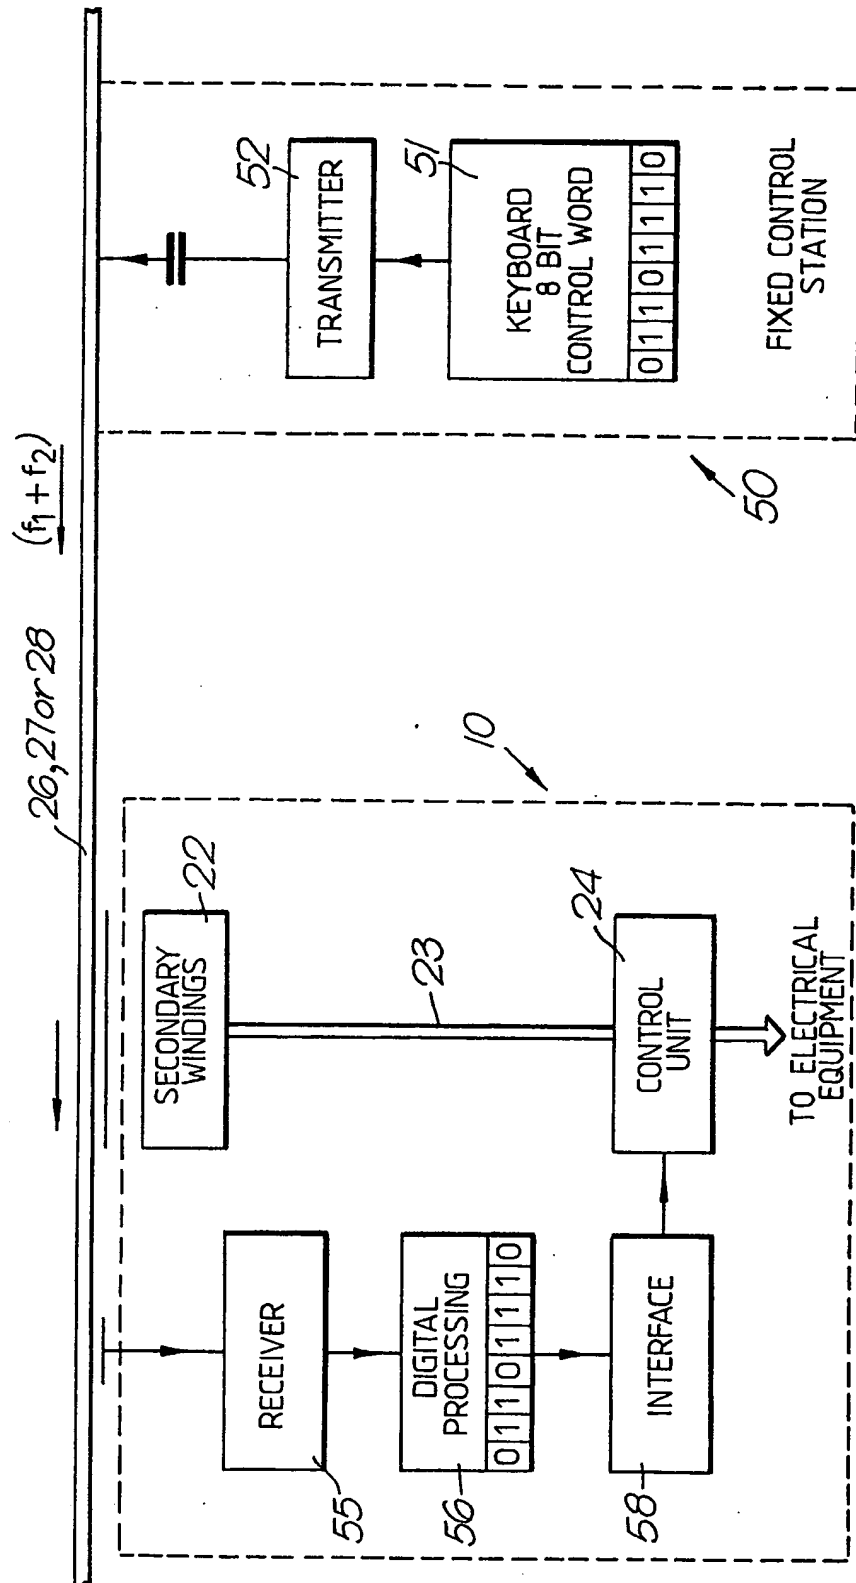 26, 27 or 28
(f1 + f2)
SECONDARY
WINDINGS
22
23
24
CONTROL
UNIT
TO ELECTRICAL
EQUIPMENT
10
RECEIVER
55
DIGITAL
PROCESSING
0 1 1 0 1 1 1 0
56
INTERFACE
58
TRANSMITTER
52
KEYBOARD
8 BIT
CONTROL WORD
0 1 1 0 1 1 1 0
51
FIXED CONTROL
STATION
50